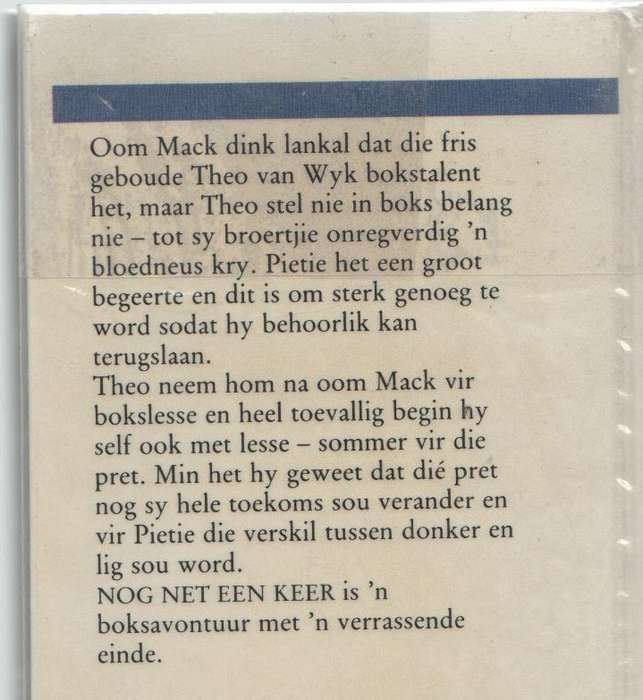 Oom Mack dink lankal dat die fris
geboude Theo van Wyk bokstalent
het, maar Theo stel nie in boks belang
nie – tot sy broertjie onregverdig 'n
bloedneus kry. Pietie het een groot
begeerte en dit is om sterk genoeg te
word sodat hy behoorlik kan
terugslaan.
Theo neem hom na oom Mack vir
bokslesse en heel toevallig begin hy
self ook met lesse – sommer vir die
pret. Min het hy geweet dat dié pret
nog sy hele toekoms sou verander en
vir Pietie die verskil tussen donker en
lig sou word.
NOG NET EEN KEER is 'n
boksavontuur met 'n verrassende
einde.